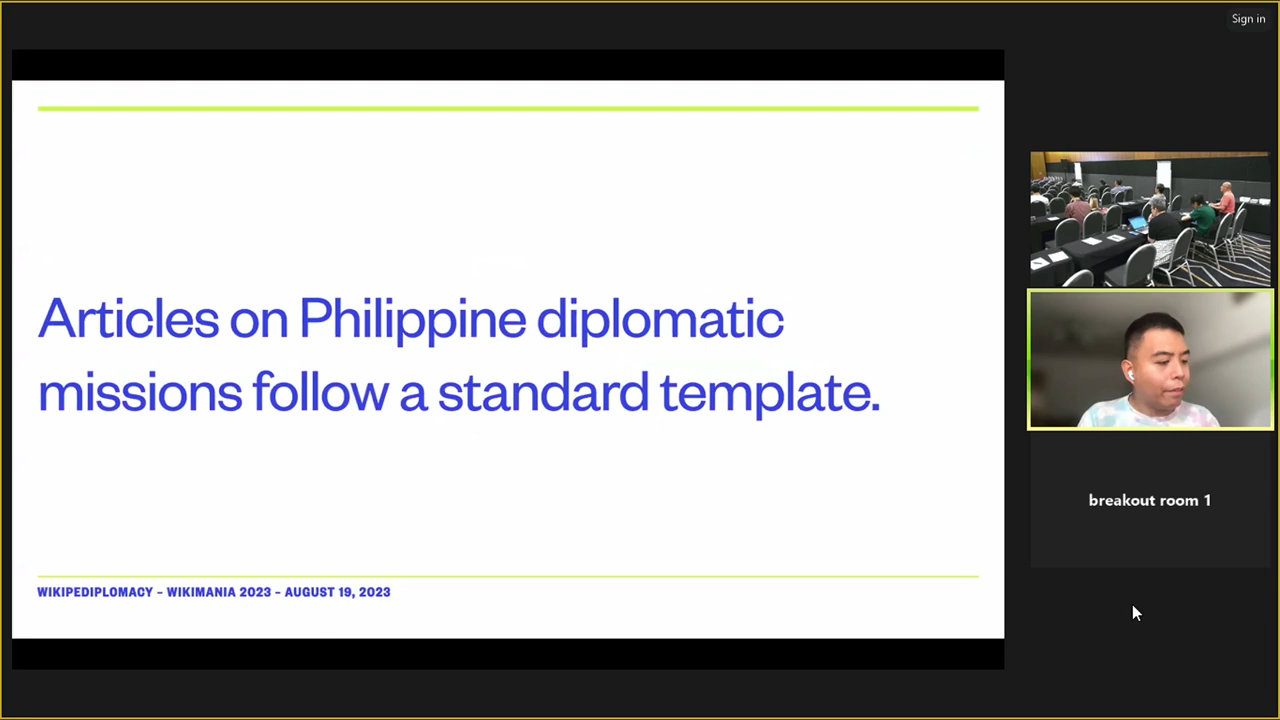 Sign in
Articles on Philippine diplomatic
missions follow a standard template.
WIKIPEDIPLOMACY – WIKIMANIA 2023 – AUGUST 19, 2023
breakout room 1